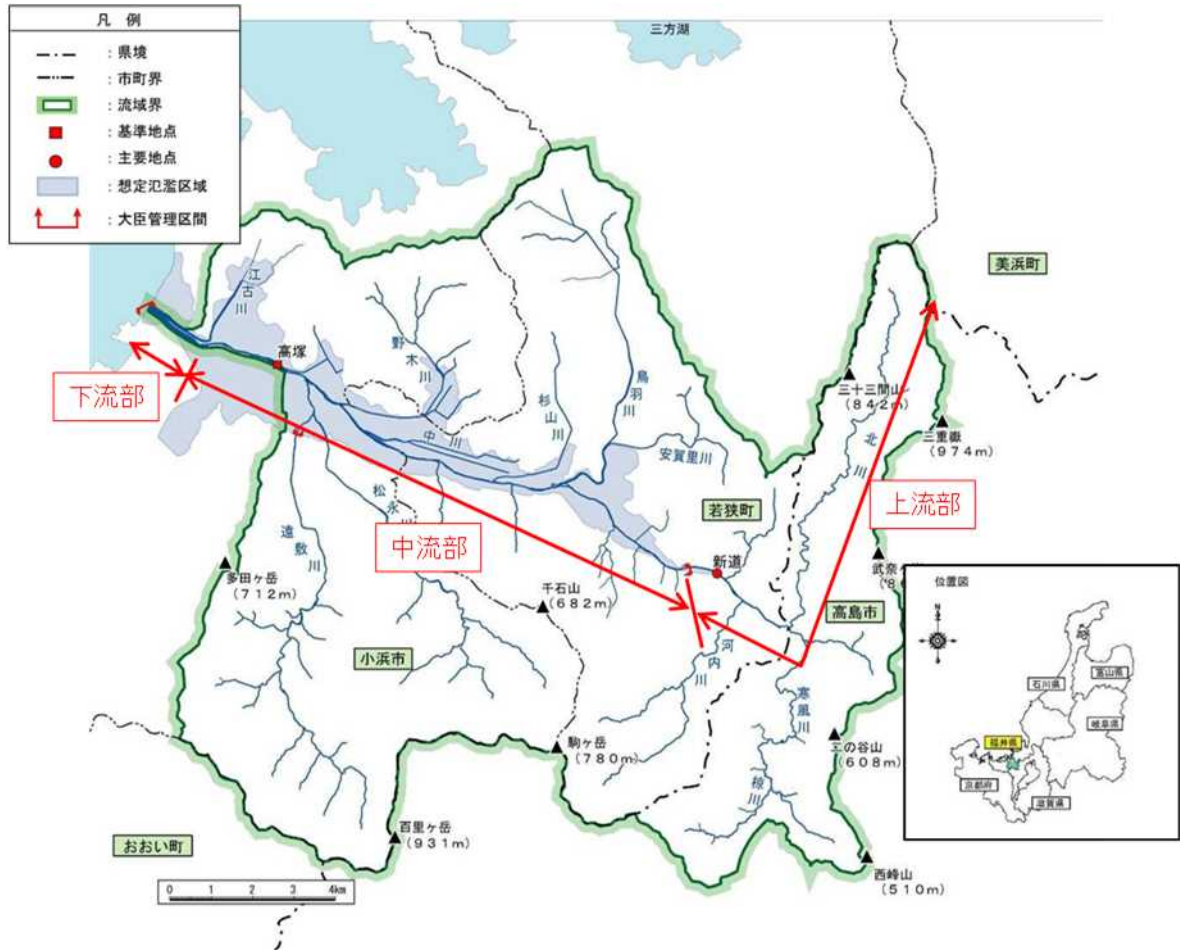 凡 例
：県境
：市町界
：流域界
：基準地点
：主要地点
：想定氾濫区域
：大臣管理区間
三方湖
美浜町
江古川
高塚
野木川
鳥羽川
杉山川
三十三間山
（８４２ｍ）
北川
三重嶽
（９７４ｍ）
下流部
中川
安賀里川
若狭町
上流部
松永
遠敷川
中流部
新道
武奈ヶ
多田ヶ岳
（７１２ｍ）
千石山
（６８２ｍ）
高島市
小浜市
河内川
寒風川
駒ヶ岳
（７８０ｍ）
二の谷山
（６０８ｍ）
椋川
百里ヶ岳
（９３１ｍ）
おおい町
西峰山
（５１０ｍ）
0 1 2 3 4km
位置図
N
石川県
富山県
岐阜県
福井県
京都府
滋賀県